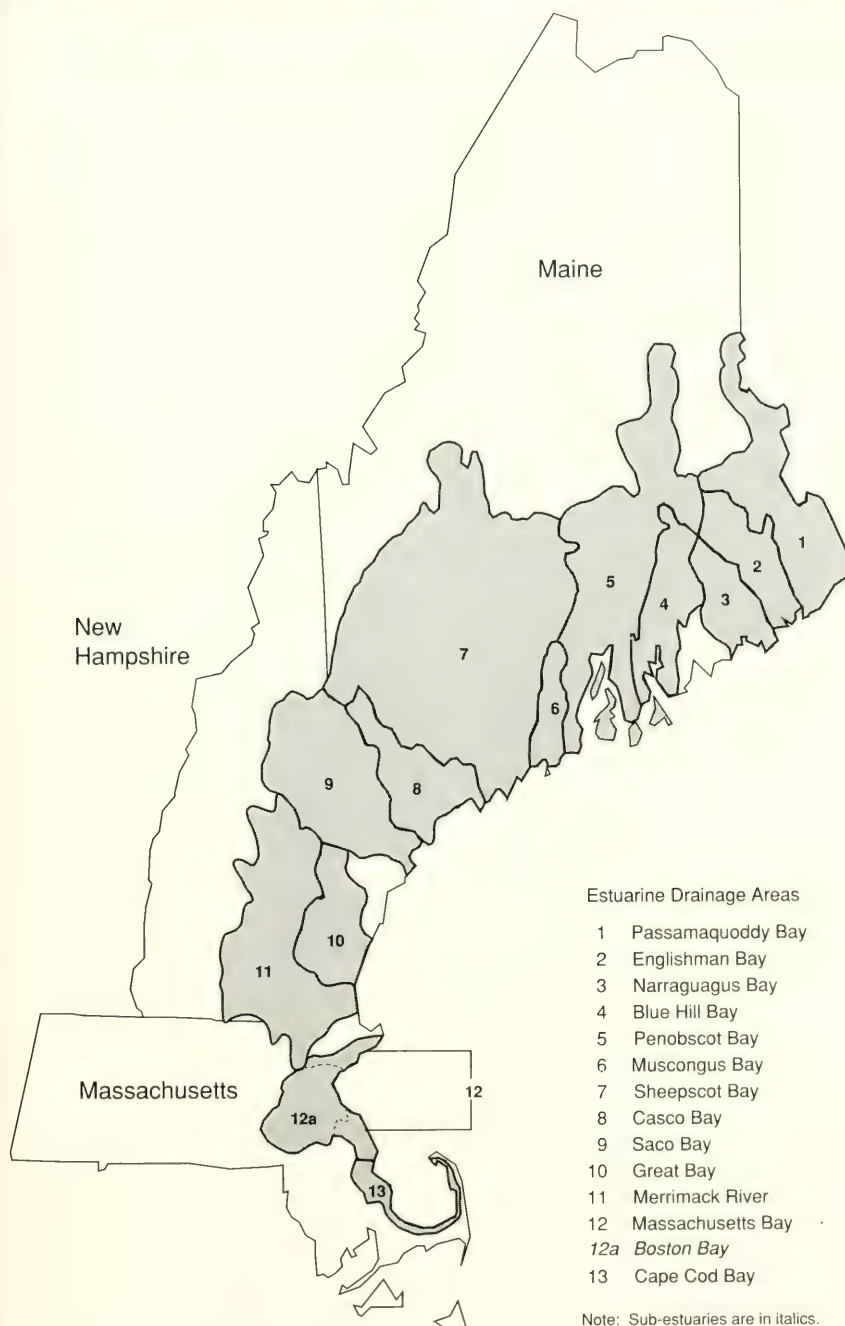 Maine
1
2
5
4
3
New
Hampshire
7
6
9
8
10
11
Massachusetts
12
12a
13
Estuarine Drainage Areas
1 Passamaquoddy Bay
2 Englishman Bay
3 Narraguagus Bay
4 Blue Hill Bay
5 Penobscot Bay
6 Muscongus Bay
7 Sheepscot Bay
8 Casco Bay
9 Saco Bay
10 Great Bay
11 Merrimack River
12 Massachusetts Bay
12a Boston Bay
13 Cape Cod Bay
Note: Sub-estuaries are in italics.